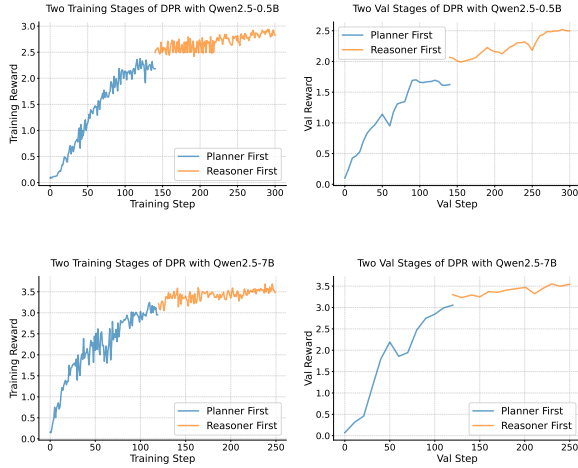 Two Training Stages of DPR with Qwen2.5-0.5B
Training Reward
3.0
2.5
2.0
1.5
1.0
0.5
0.0
Planner First
Reasoner First
0 50 100 150 200 250 300
Training Step
Two Val Stages of DPR with Qwen2.5-0.5B
Val Reward
2.5
2.0
1.5
1.0
0.5
0.0
Planner First
Reasoner First
0 50 100 150 200 250 300
Val Step
Two Training Stages of DPR with Qwen2.5-7B
Training Reward
3.5
3.0
2.5
2.0
1.5
1.0
0.5
0.0
Planner First
Reasoner First
0 50 100 150 200 250
Training Step
Two Val Stages of DPR with Qwen2.5-7B
Val Reward
3.5
3.0
2.5
2.0
1.5
1.0
0.5
0.0
Planner First
Reasoner First
0 50 100 150 200 250
Val Step